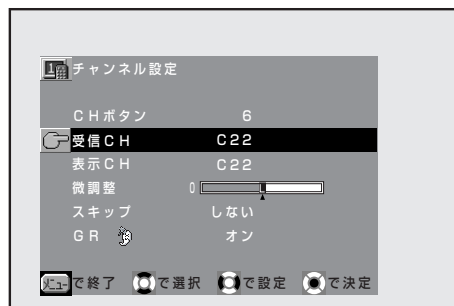 チャンネル設定
CHボタン 6
受信CH C22
表示CH C22
微調整 0
スキップ しない
GR オン
メニューで終了 で選択 で設定 で決定